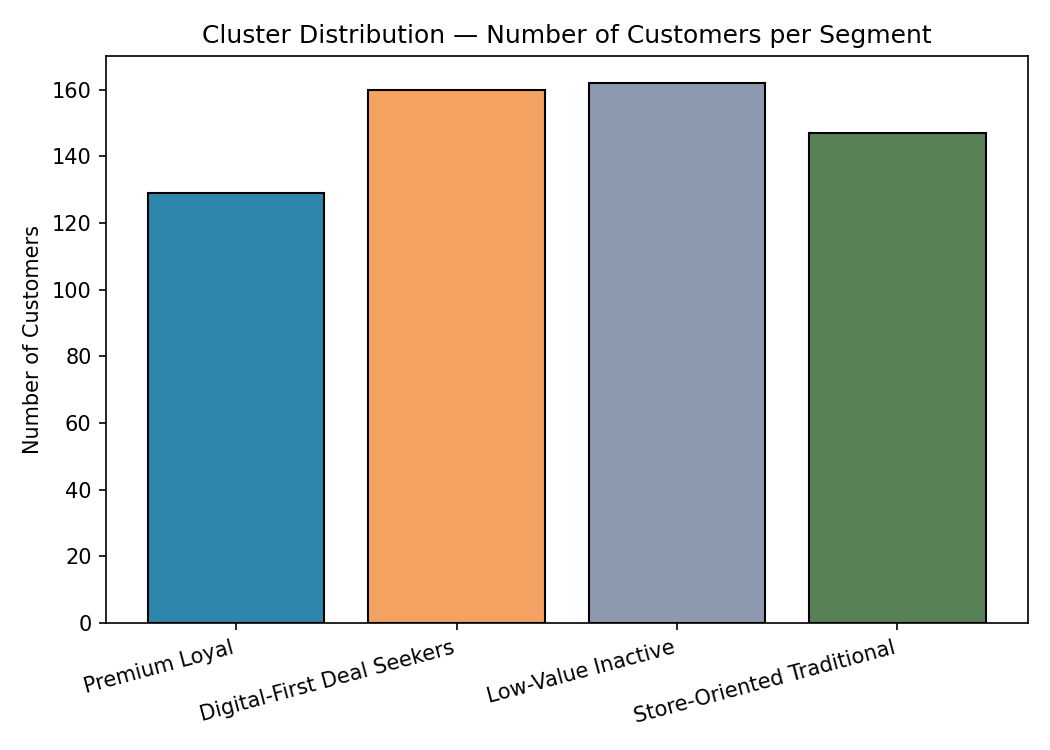 Cluster Distribution — Number of Customers per Segment
Number of Customers
160
140
120
100
80
60
40
20
0
Premium Loyal
Digital-First Deal Seekers
Low-Value Inactive
Store-Oriented Traditional